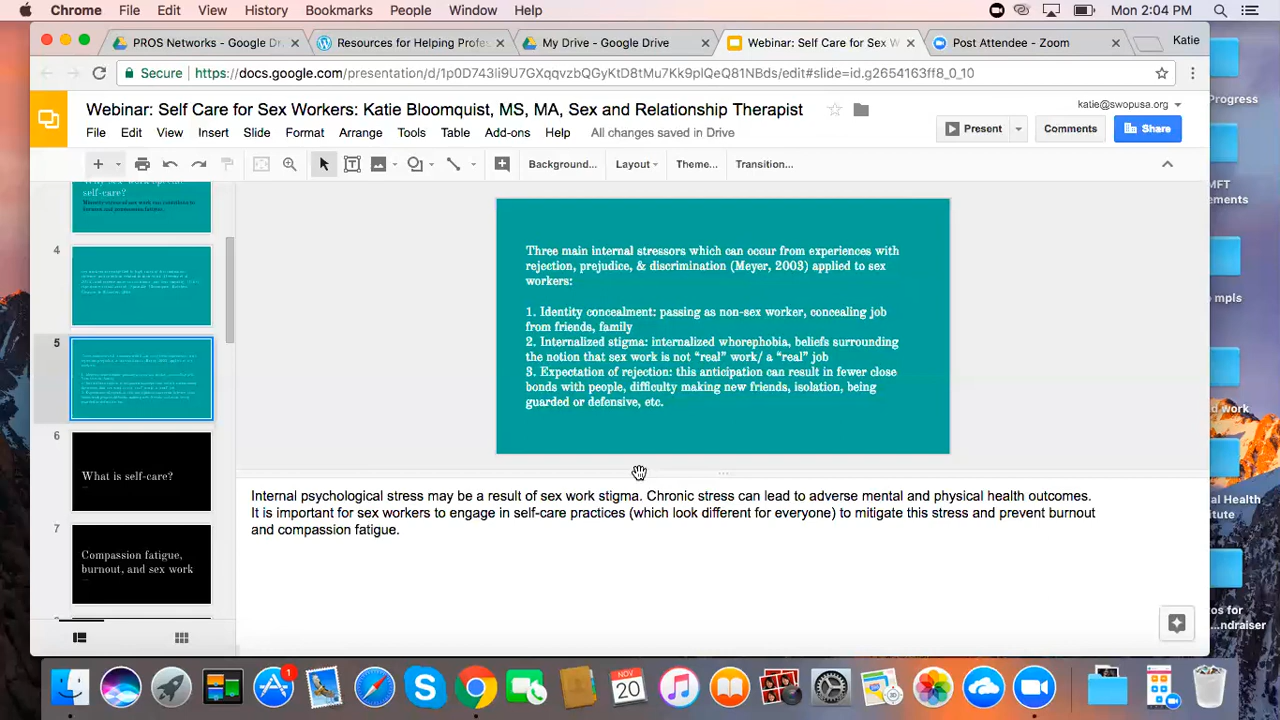 Chrome File Edit View History Bookmarks People Window Help Mon 2:04 PM
PROS Networks - Google Dr Resources for Helping Profes My Drive - Google Drive Webinar: Self Care for Sex W Post Attendee - Zoom Katie
Secure https://docs.google.com/presentation/d/1p0D743li9U7GXqqvzbQGyKtD8tMu7Kk9plQeQ81NBds/edit#slide=id.g2654163ff8_0_10
Webinar: Self Care for Sex Workers: Katie Bloomquist, MS, MA, Sex and Relationship Therapist
katie@swopusa.org
File Edit View Insert Slide Format Arrange Tools Table Add-ons Help All changes saved in Drive
Present Comments Share
Background... Layout Theme... Transition...
self-care?
4
5
6
What is self-care?
7
Compassion fatigue,
burnout, and sex work
Three main internal stressors which can occur from experiences with
rejection, prejudice, & discrimination (Meyer, 2003) applied to sex
workers:
1. Identity concealment: passing as non-sex worker, concealing job
from friends, family
2. Internalized stigma: internalized whorephobia, beliefs surrounding
the notion that sex work is not “real” work/ a “real” job
3. Expectation of rejection: this anticipation can result in fewer close
ties with people, difficulty making new friends, isolation, being
guarded or defensive, etc.
Internal psychological stress may be a result of sex work stigma. Chronic stress can lead to adverse mental and physical health outcomes.
It is important for sex workers to engage in self-care practices (which look different for everyone) to mitigate this stress and prevent burnout
and compassion fatigue.
Progress
MFT
ements
mpls
d work
al Health
itute
os for
...ndraiser
1
NOV
20